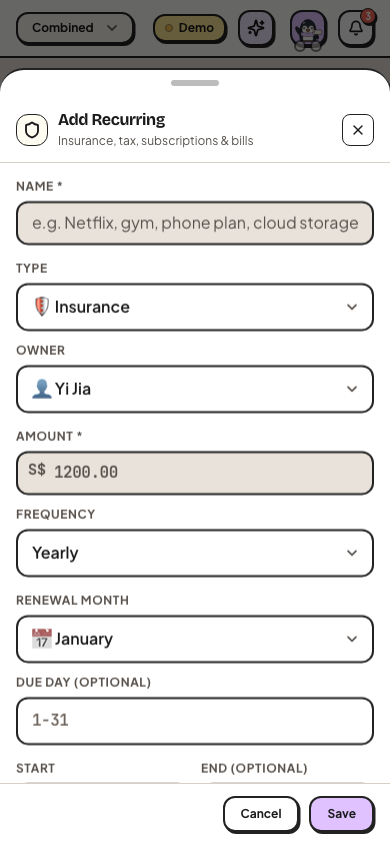 Combined
Demo
3
Add Recurring
Insurance, tax, subscriptions & bills
NAME *
e.g. Netflix, gym, phone plan, cloud storage
TYPE
Insurance
OWNER
Yi Jia
AMOUNT *
S$ 1200.00
FREQUENCY
Yearly
RENEWAL MONTH
17 January
DUE DAY (OPTIONAL)
1-31
START END (OPTIONAL)
Cancel Save